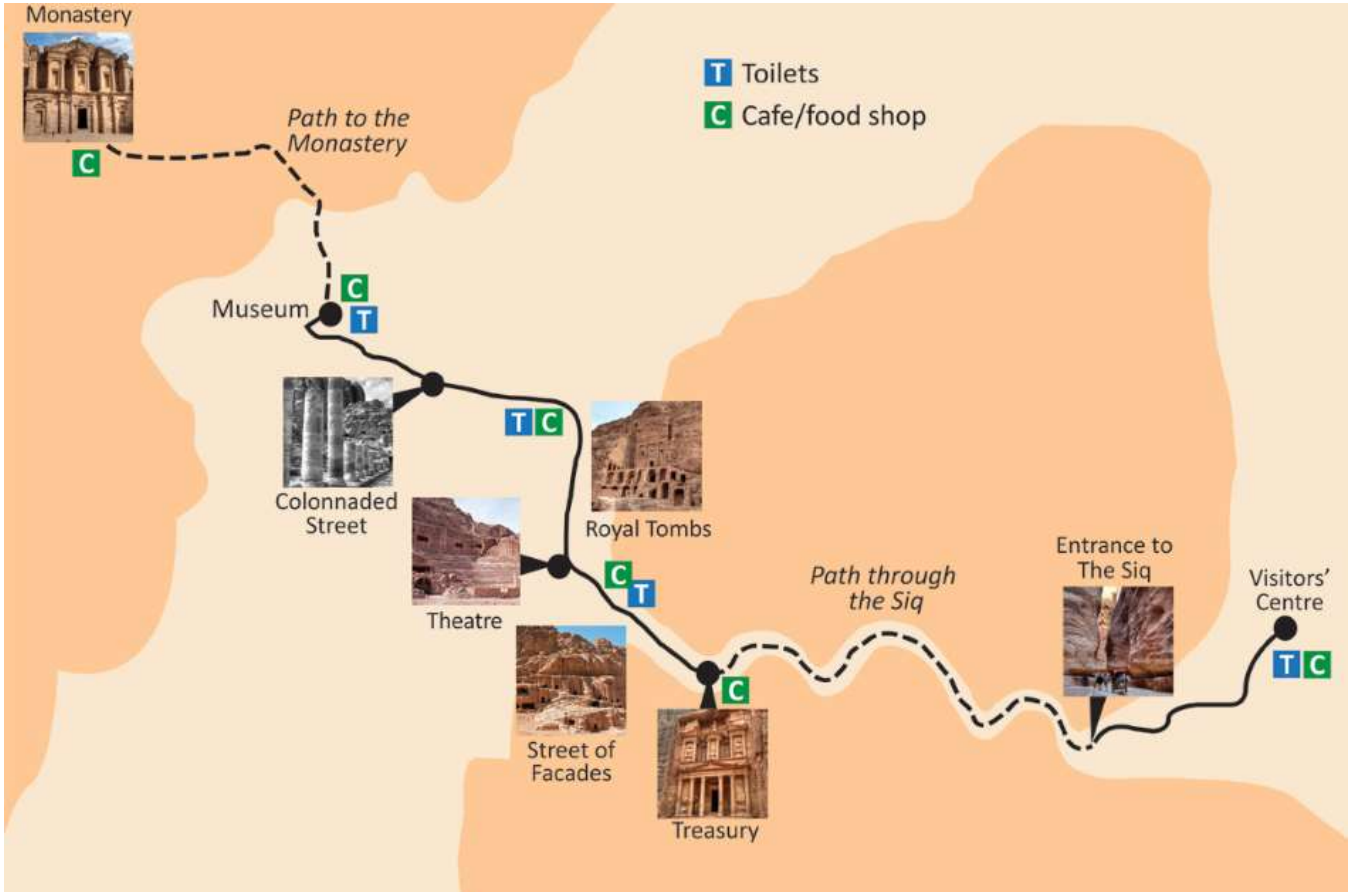 Monastery
T Toilets
C Cafe/food shop
Path to the
Monastery
C
C
Museum
T
T C
Colonnaded
Street
Royal Tombs
Entrance to
The Siq
Path through
the Siq
Visitors'
Centre
C
T
Theatre
T C
C
Street of
Facades
Treasury